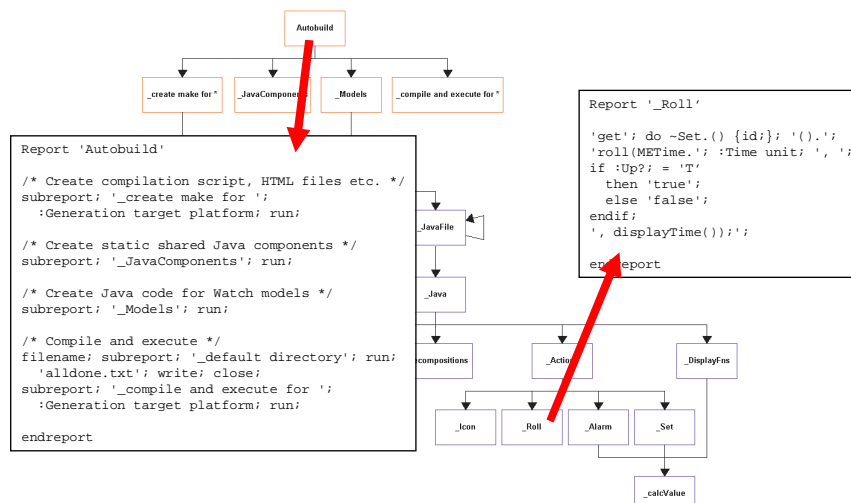 Autobuild
_create make for *
_JavaComponents
_Models
_compile and execute for *
Report 'Autobuild'
/* Create compilation script, HTML files etc. */
subreport; '_create make for ';
:Generation target platform; run;
/* Create static shared Java components */
subreport; '_JavaComponents'; run;
/* Create Java code for Watch models */
subreport; '_Models'; run;
/* Compile and execute */
filename; subreport; '_default directory'; run;
'alldone.txt'; write; close;
subreport; '_compile and execute for ';
:Generation target platform; run;
endreport
Report '_Roll'
'get'; do ~Set.() {id;}; '().';
'roll(METime.'; :Time unit; ', ';
if :Up?; = 'T'
then 'true';
else 'false';
endif;
', displayTime());';
endreport
_JavaFile
_Java
ecompositions
_Action
_DisplayFns
_Icon
_Roll
_Alarm
_Set
_calcValue